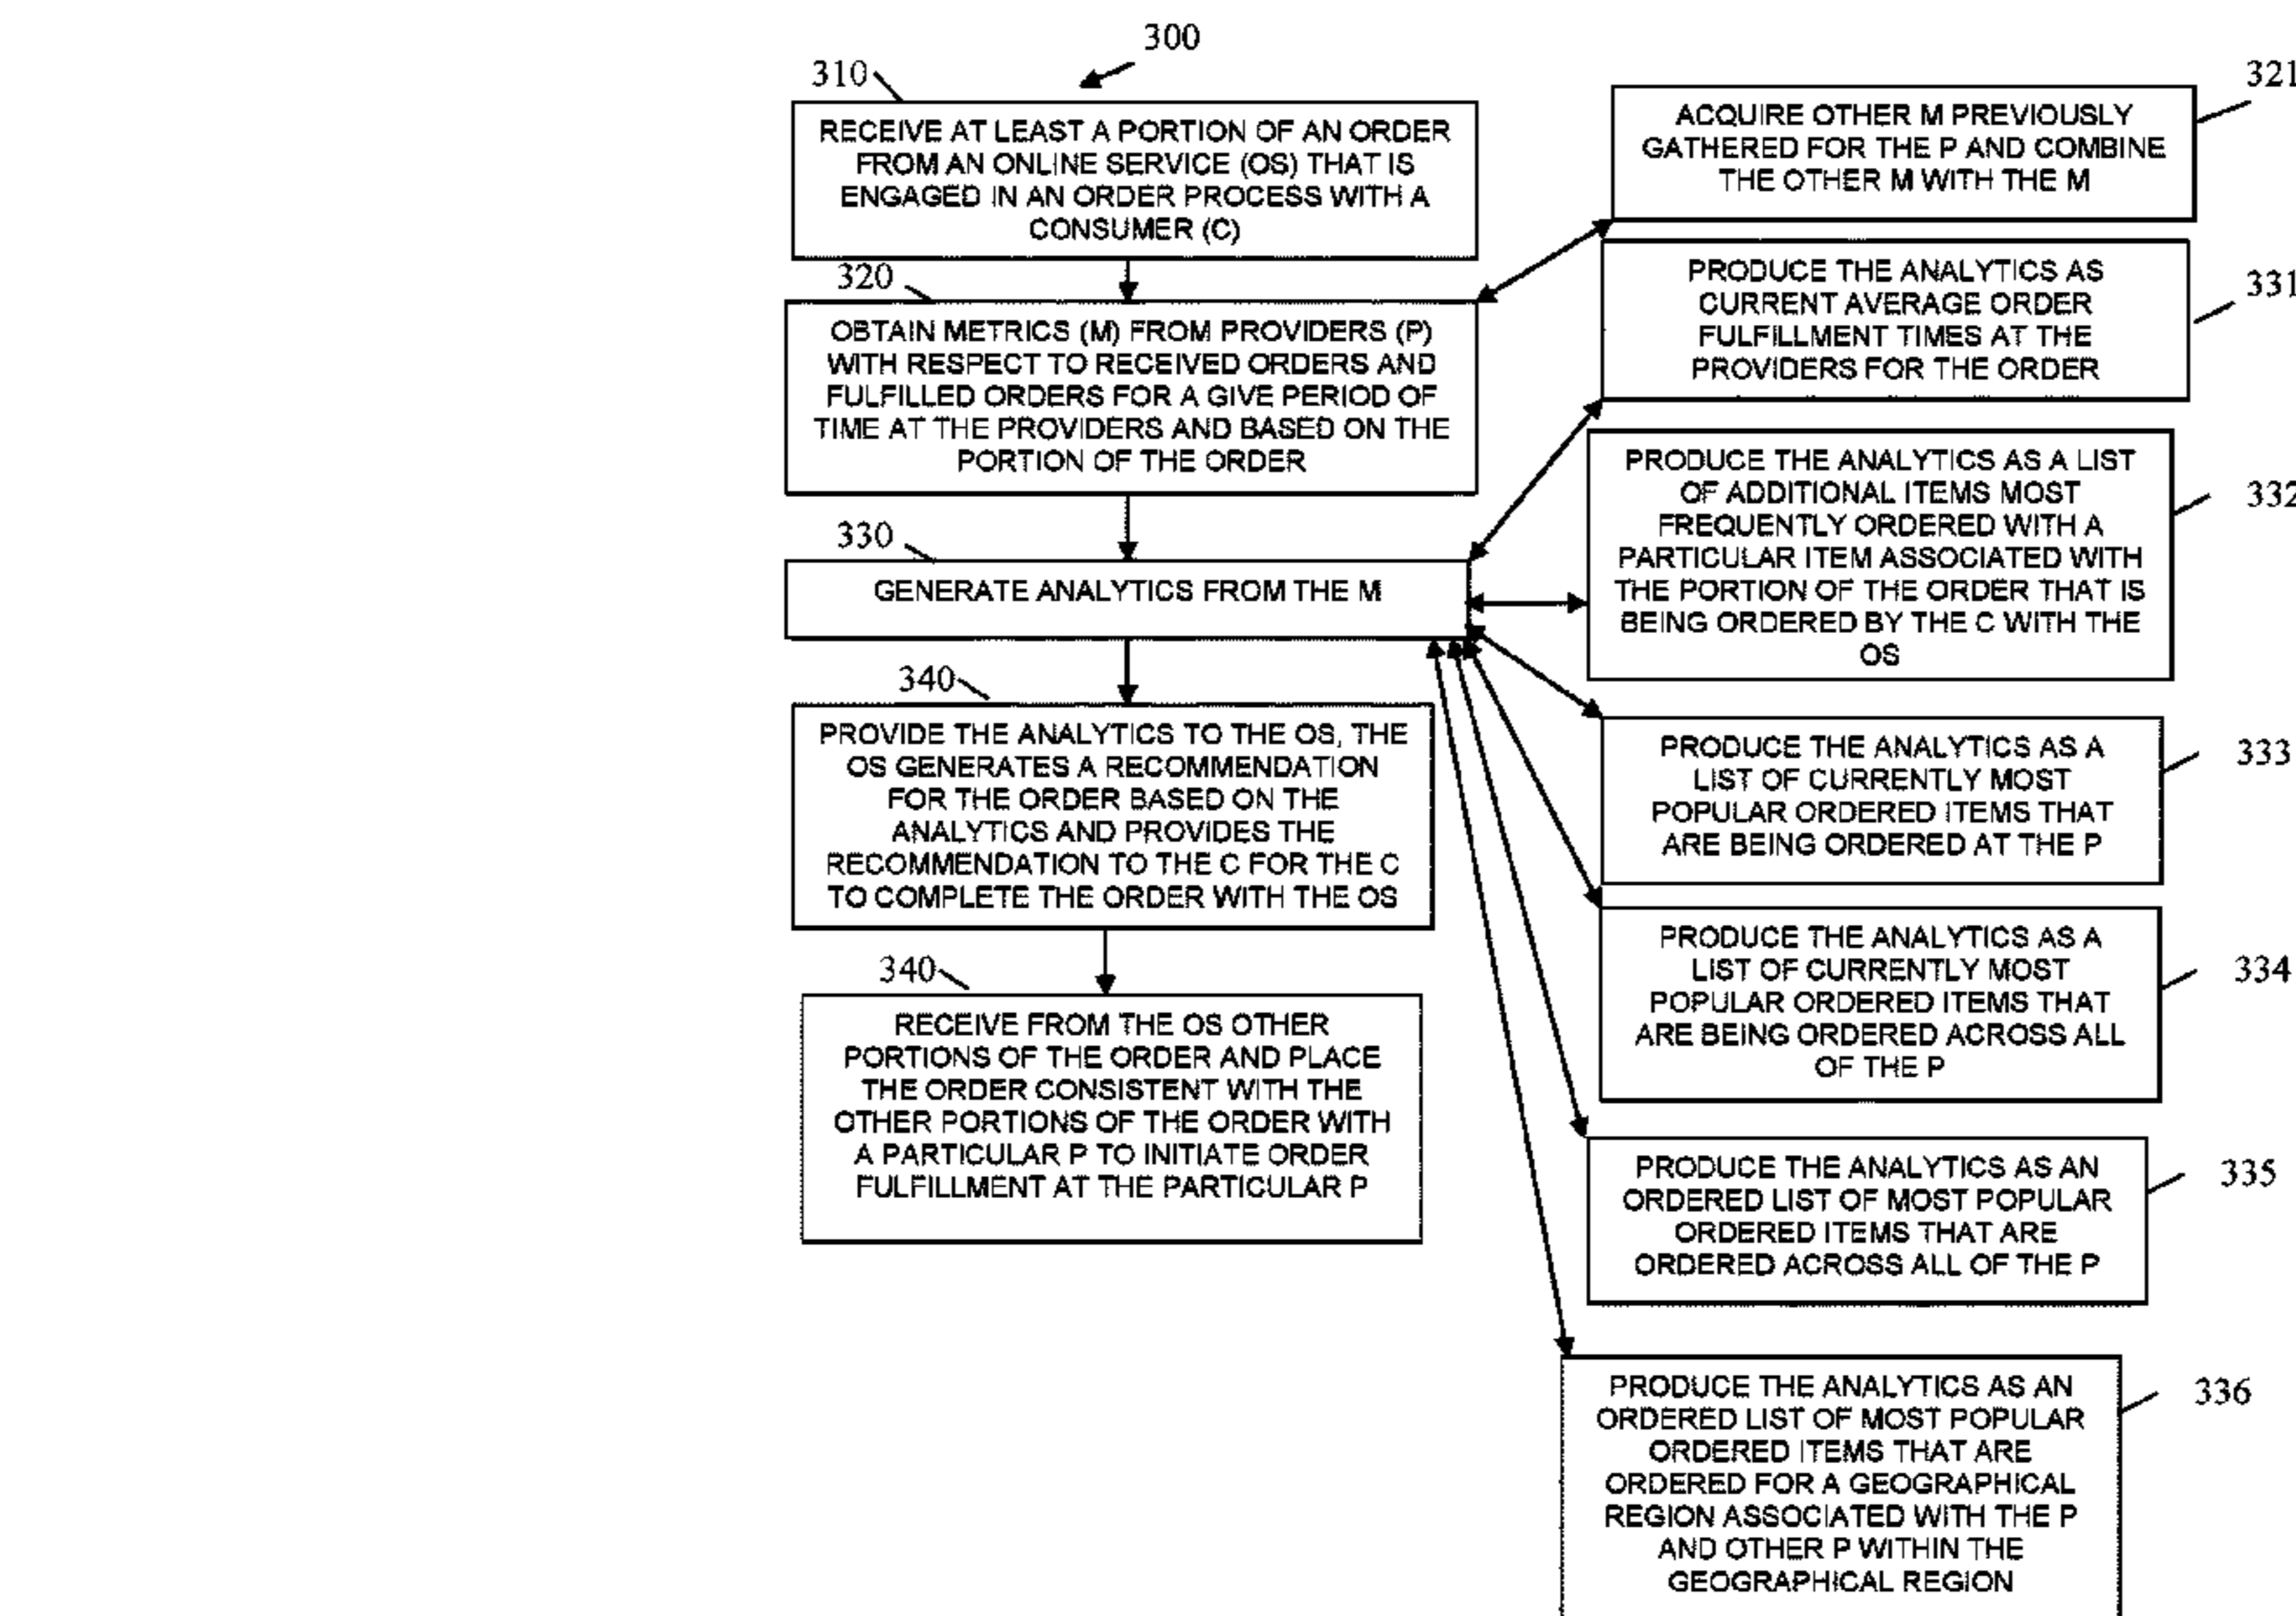 300
310
RECEIVE AT LEAST A PORTION OF AN ORDER
FROM AN ONLINE SERVICE (OS) THAT IS
ENGAGED IN AN ORDER PROCESS WITH A
CONSUMER (C)
320
OBTAIN METRICS (M) FROM PROVIDERS (P)
WITH RESPECT TO RECEIVED ORDERS AND
FULFILLED ORDERS FOR A GIVE PERIOD OF
TIME AT THE PROVIDERS AND BASED ON THE
PORTION OF THE ORDER
330
GENERATE ANALYTICS FROM THE M
340
PROVIDE THE ANALYTICS TO THE OS, THE
OS GENERATES A RECOMMENDATION
FOR THE ORDER BASED ON THE
ANALYTICS AND PROVIDES THE
RECOMMENDATION TO THE C FOR THE C
TO COMPLETE THE ORDER WITH THE OS
340
RECEIVE FROM THE OS OTHER
PORTIONS OF THE ORDER AND PLACE
THE ORDER CONSISTENT WITH THE
OTHER PORTIONS OF THE ORDER WITH
A PARTICULAR P TO INITIATE ORDER
FULFILLMENT AT THE PARTICULAR P
321
ACQUIRE OTHER M PREVIOUSLY
GATHERED FOR THE P AND COMBINE
THE OTHER M WITH THE M
331
PRODUCE THE ANALYTICS AS
CURRENT AVERAGE ORDER
FULFILLMENT TIMES AT THE
PROVIDERS FOR THE ORDER
332
PRODUCE THE ANALYTICS AS A LIST
OF ADDITIONAL ITEMS MOST
FREQUENTLY ORDERED WITH A
PARTICULAR ITEM ASSOCIATED WITH
THE PORTION OF THE ORDER THAT IS
BEING ORDERED BY THE C WITH THE
OS
333
PRODUCE THE ANALYTICS AS A
LIST OF CURRENTLY MOST
POPULAR ORDERED ITEMS THAT
ARE BEING ORDERED AT THE P
334
PRODUCE THE ANALYTICS AS A
LIST OF CURRENTLY MOST
POPULAR ORDERED ITEMS THAT
ARE BEING ORDERED ACROSS ALL
OF THE P
335
PRODUCE THE ANALYTICS AS AN
ORDERED LIST OF MOST POPULAR
ORDERED ITEMS THAT ARE
ORDERED ACROSS ALL OF THE P
336
PRODUCE THE ANALYTICS AS AN
ORDERED LIST OF MOST POPULAR
ORDERED ITEMS THAT ARE
ORDERED FOR A GEOGRAPHICAL
REGION ASSOCIATED WITH THE P
AND OTHER P WITHIN THE
GEOGRAPHICAL REGION